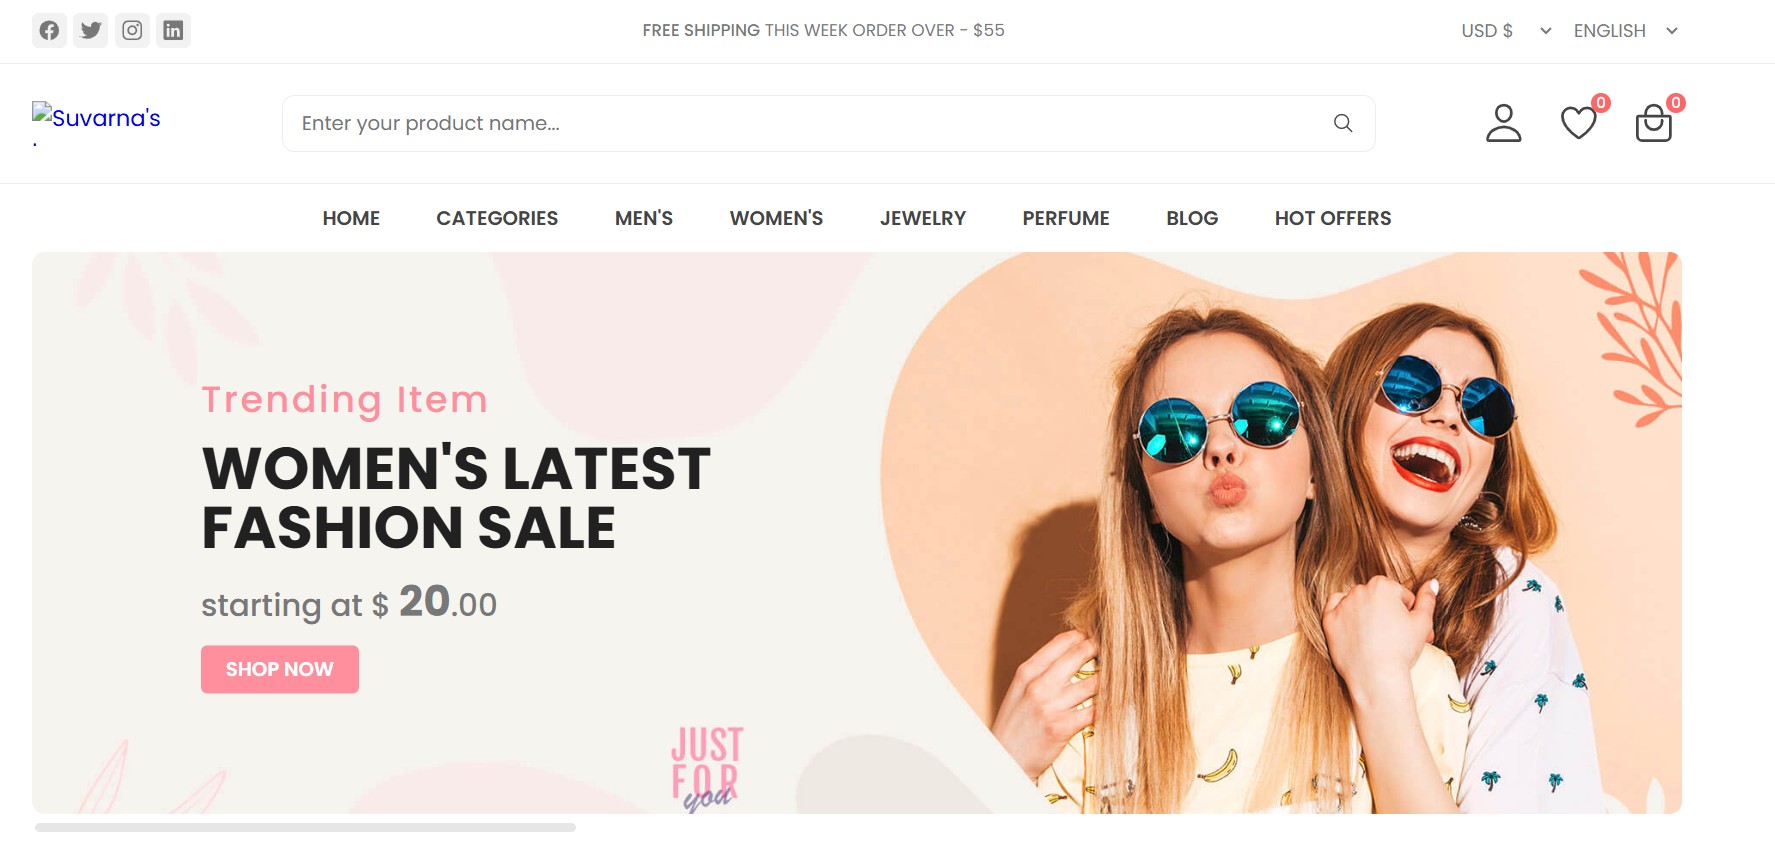 FREE SHIPPING THIS WEEK ORDER OVER - $55
USD $
ENGLISH
Suvarna's
.
Enter your product name...
0
0
HOME
CATEGORIES
MEN'S
WOMEN'S
JEWELRY
PERFUME
BLOG
HOT OFFERS
Trending Item
WOMEN'S LATEST
FASHION SALE
starting at $ 20.00
SHOP NOW
JUST
FOR
you